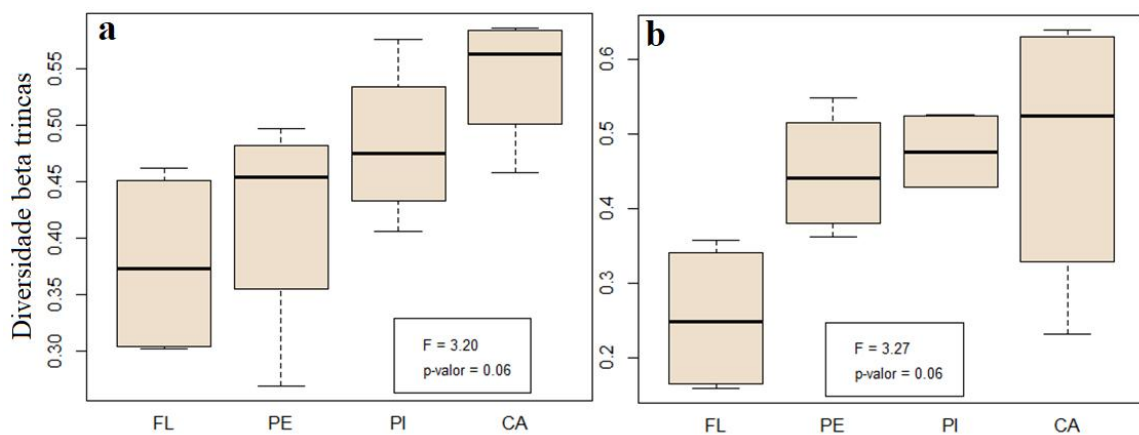 a
Diversidade beta trincas
0.55
0.50
0.45
0.40
0.35
0.30
F = 3.20
p-valor = 0.06
FL PE PI CA
b
0.6
0.5
0.4
0.3
0.2
F = 3.27
p-valor = 0.06
FL PE PI CA